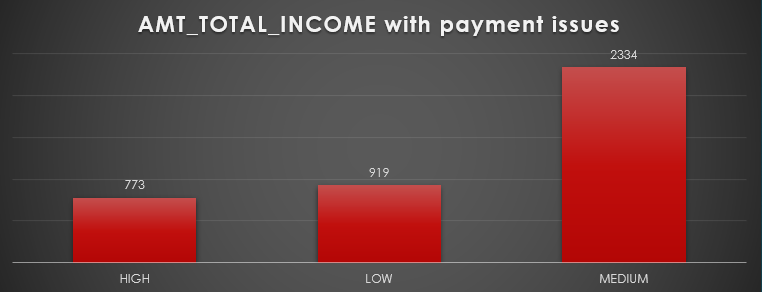 AMT_TOTAL_INCOME with payment issues
2334
919
773
HIGH LOW MEDIUM